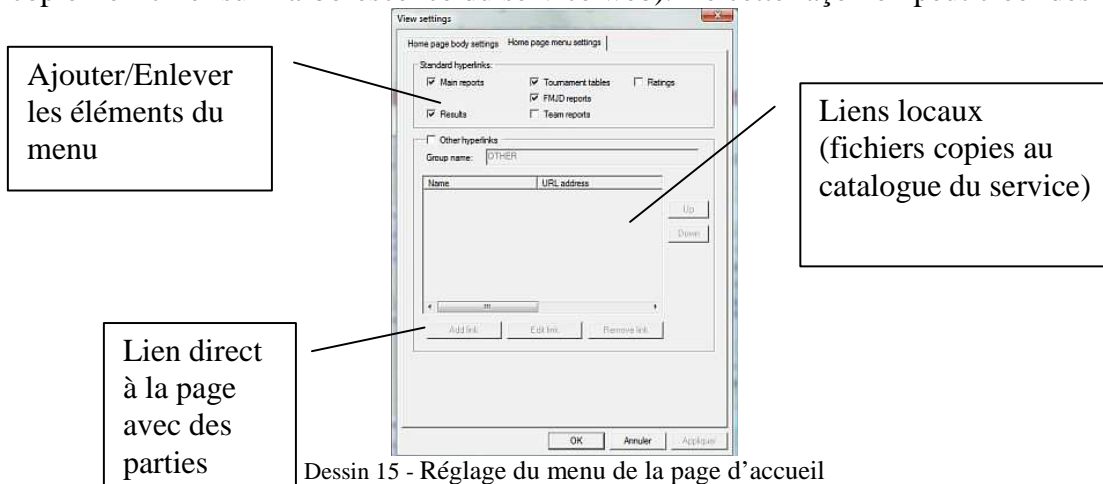 View settings
Home page body settings Home page menu settings
Standard hyperlinks:
Main reports Tournament tables Ratings
FMJD reports
Results Team reports
Other hyperlinks
Group name: OTHER
Name URL address
Up
Down
Add link Edit link Remove link
OK Annuler Appliquer
Ajouter/Enlever
les éléments du
menu
Liens locaux
(fichiers copies au
catalogue du service)
Lien direct
à la page
avec des
parties
Dessin 15 - Réglage du menu de la page d’accueil